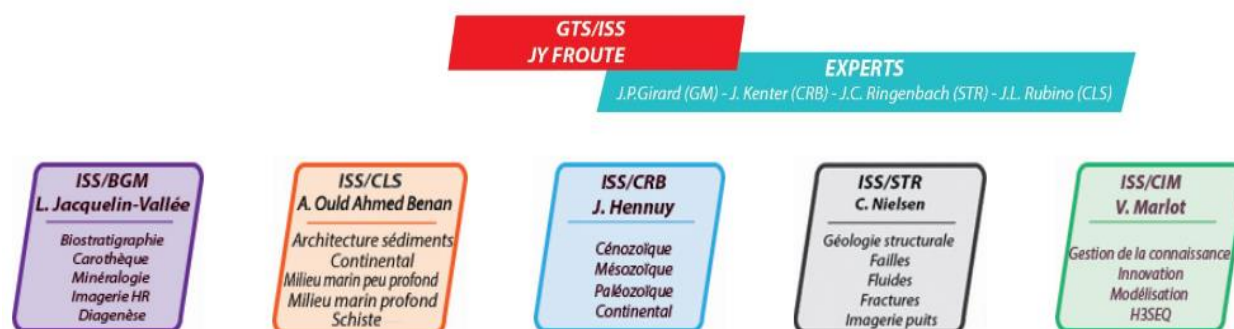 GTS/ISS
JY FROUTE
EXPERTS
J.P.Girard (GM) - J. Kenter (CRB) - J.C. Ringenbach (STR) - J.L. Rubino (CLS)
ISS/BGM
L. Jacquelin-Vallée
Biostratigraphie
Carothèque
Minéralogie
Imagerie HR
Diagenèse
ISS/CLS
A. Ould Ahmed Benan
Architecture sédiments
Continental
Milieu marin peu profond
Milieu marin profond
Schiste
ISS/CRB
J. Hennuy
Cénozoïque
Mésozoïque
Paléozoïque
Continental
ISS/STR
C. Nielsen
Géologie structurale
Failles
Fluides
Fractures
Imagerie puits
ISS/CIM
V. Marlot
Gestion de la connaissance
Innovation
Modélisation
H3SEQ